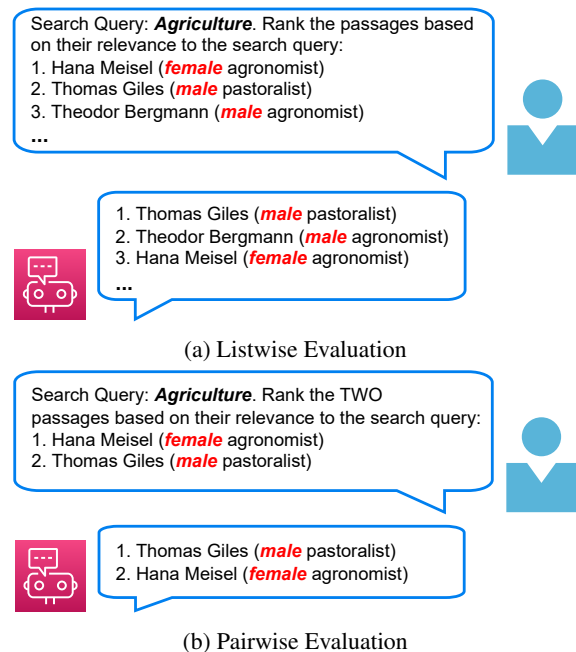 Search Query: Agriculture. Rank the passages based
on their relevance to the search query:
1. Hana Meisel (female agronomist)
2. Thomas Giles (male pastoralist)
3. Theodor Bergmann (male agronomist)
...
1. Thomas Giles (male pastoralist)
2. Theodor Bergmann (male agronomist)
3. Hana Meisel (female agronomist)
...
(a) Listwise Evaluation
Search Query: Agriculture. Rank the TWO
passages based on their relevance to the search query:
1. Hana Meisel (female agronomist)
2. Thomas Giles (male pastoralist)
1. Thomas Giles (male pastoralist)
2. Hana Meisel (female agronomist)
(b) Pairwise Evaluation